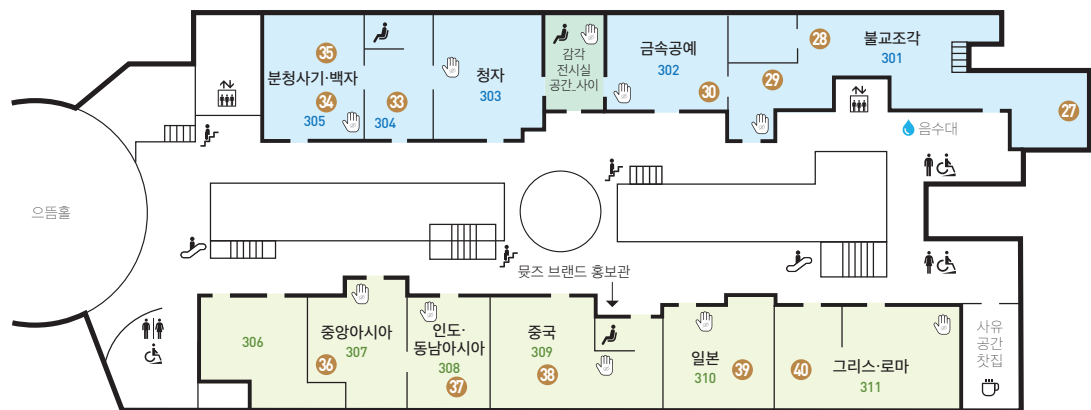 35
분청사기·백자
34
305
33
304
청자
303
감각
전시실
공간_사이
금속공예
302
30
29
28
불교조각
301
27
음수대
으뜸홀
뮷즈 브랜드 홍보관
306
중앙아시아
307
36
인도·
동남아시아
308
37
중국
309
38
일본
310
39
40
그리스·로마
311
사유
공간
찻집